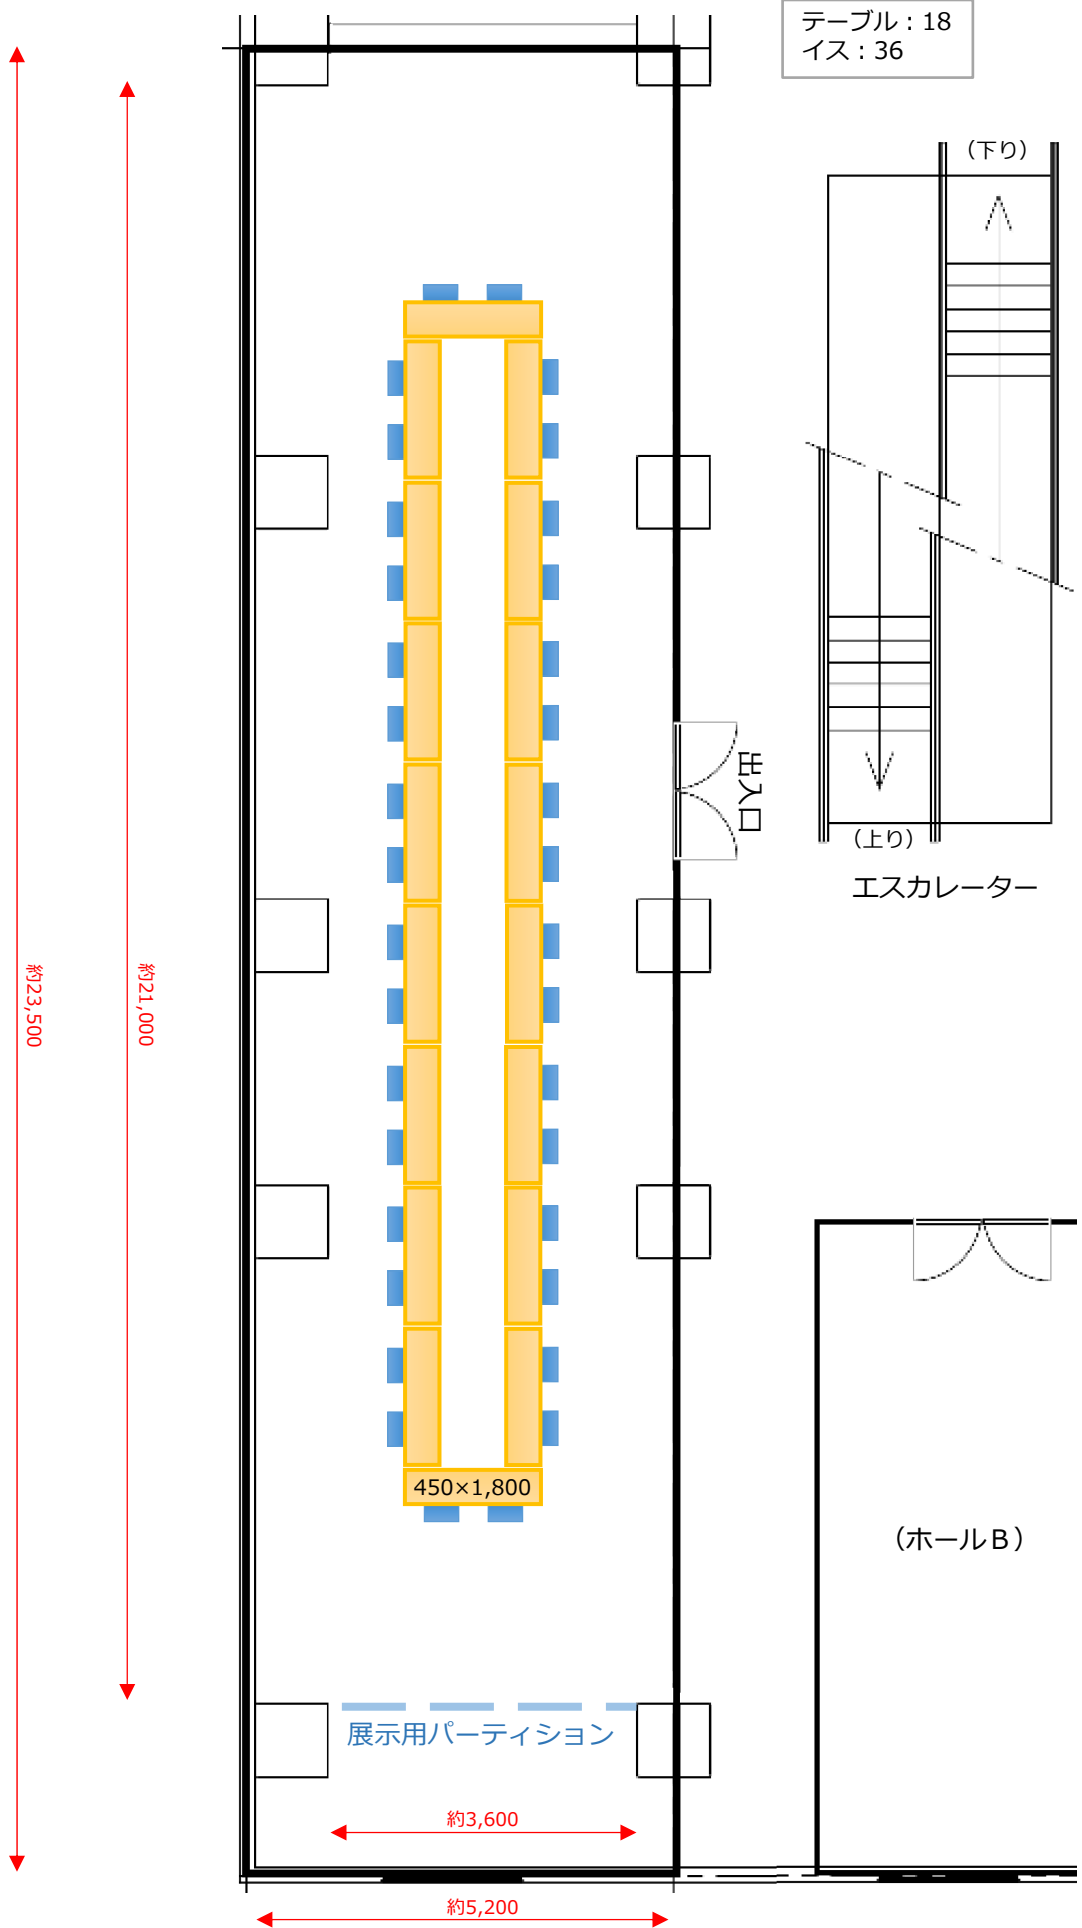 テーブル：18
イス：36
（下り）
（上り）
エスカレーター
出入口
約23,500
約21,000
450×1,800
（ホールＢ）
展示用パーティション
約3,600
約5,200